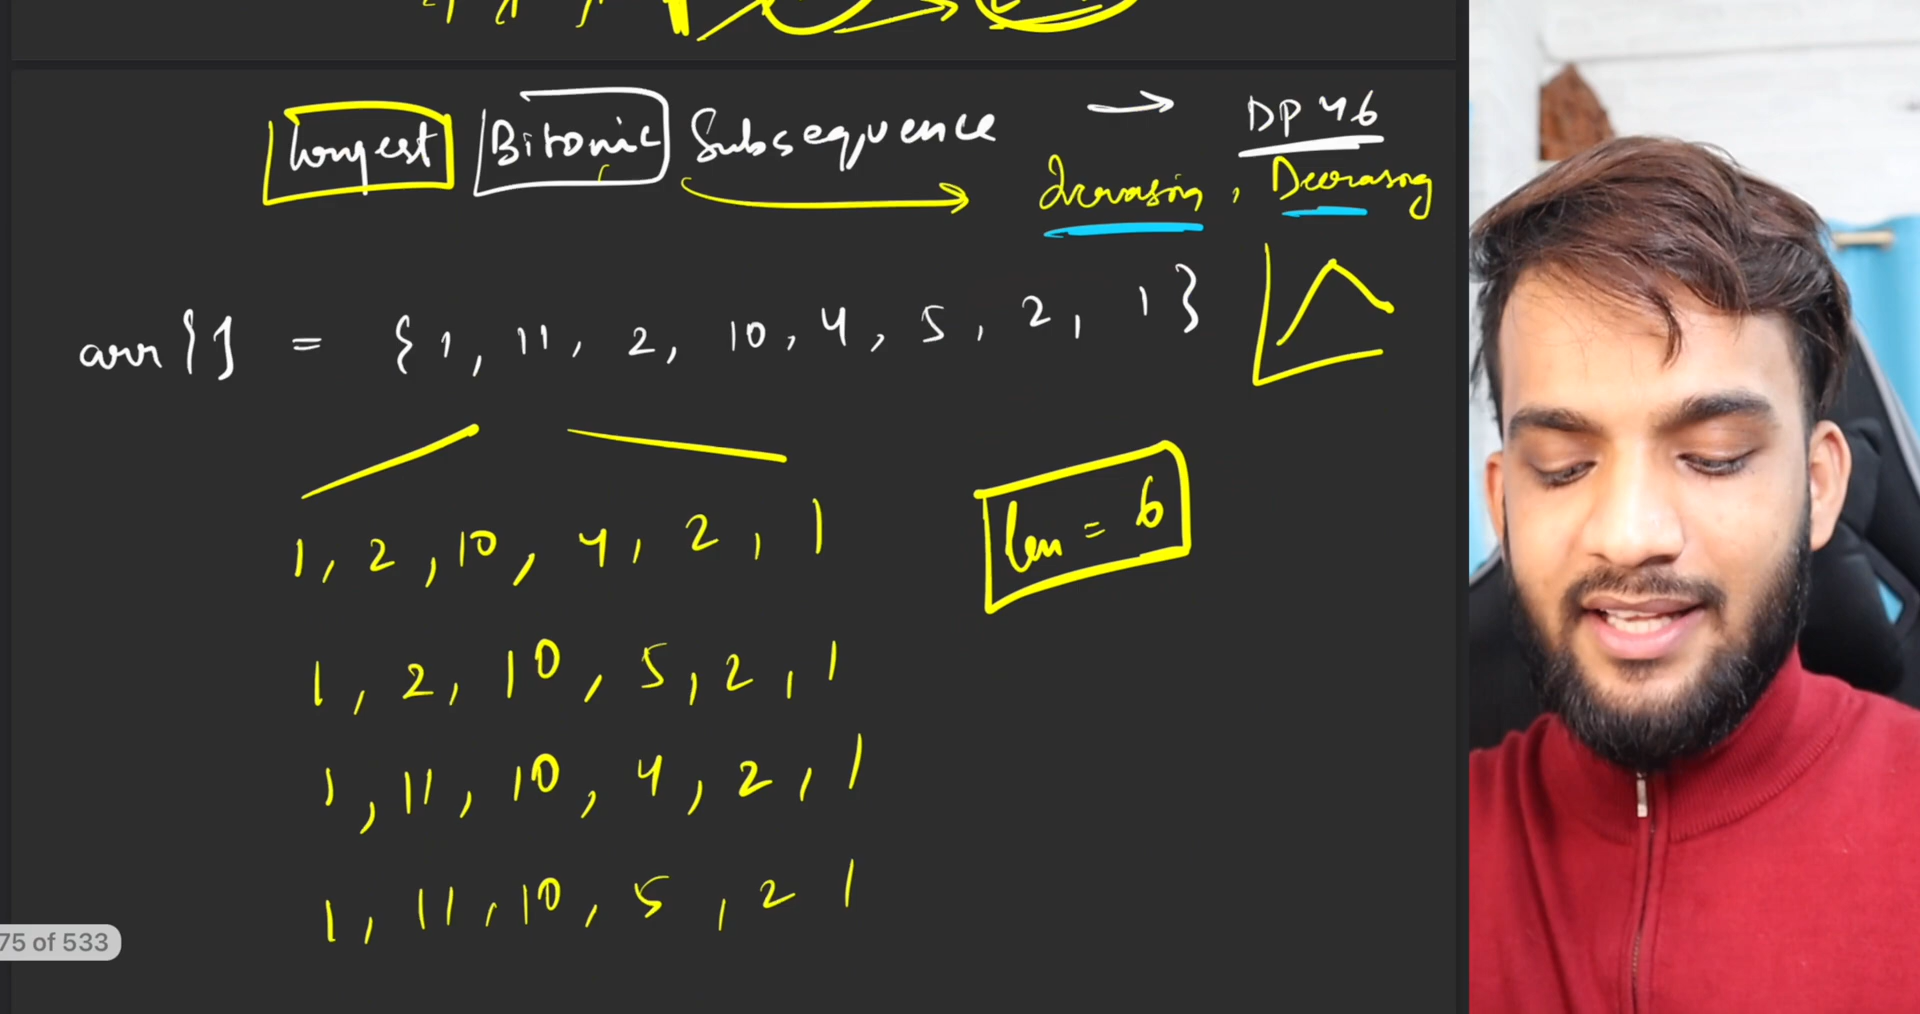 Longest Bitonic Subsequence → DP 46
Increasing, Decreasing
arr{} = {1, 11, 2, 10, 4, 5, 2, 1}
1, 2, 10, 4, 2, 1
len = 6
1, 2, 10, 5, 2, 1
1, 11, 10, 4, 2, 1
1, 11, 10, 5, 2 1
75 of 533